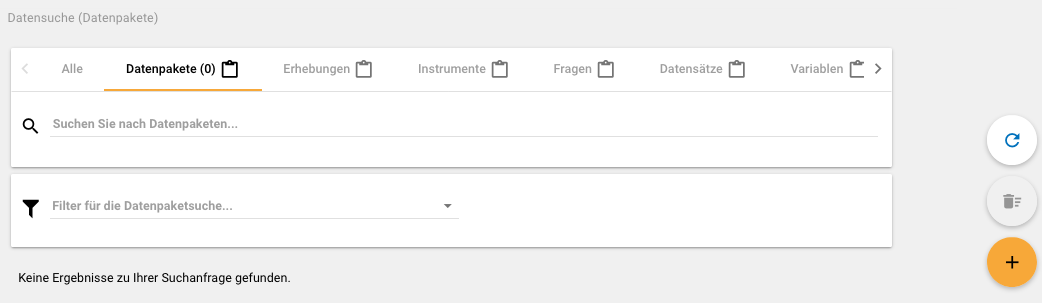 Datensuche (Datenpakete)
Alle Datenpakete (0) Erhebungen Instrumente Fragen Datensätze Variablen
Suchen Sie nach Datenpaketen...
Filter für die Datenpaketsuche...
Keine Ergebnisse zu Ihrer Suchanfrage gefunden.